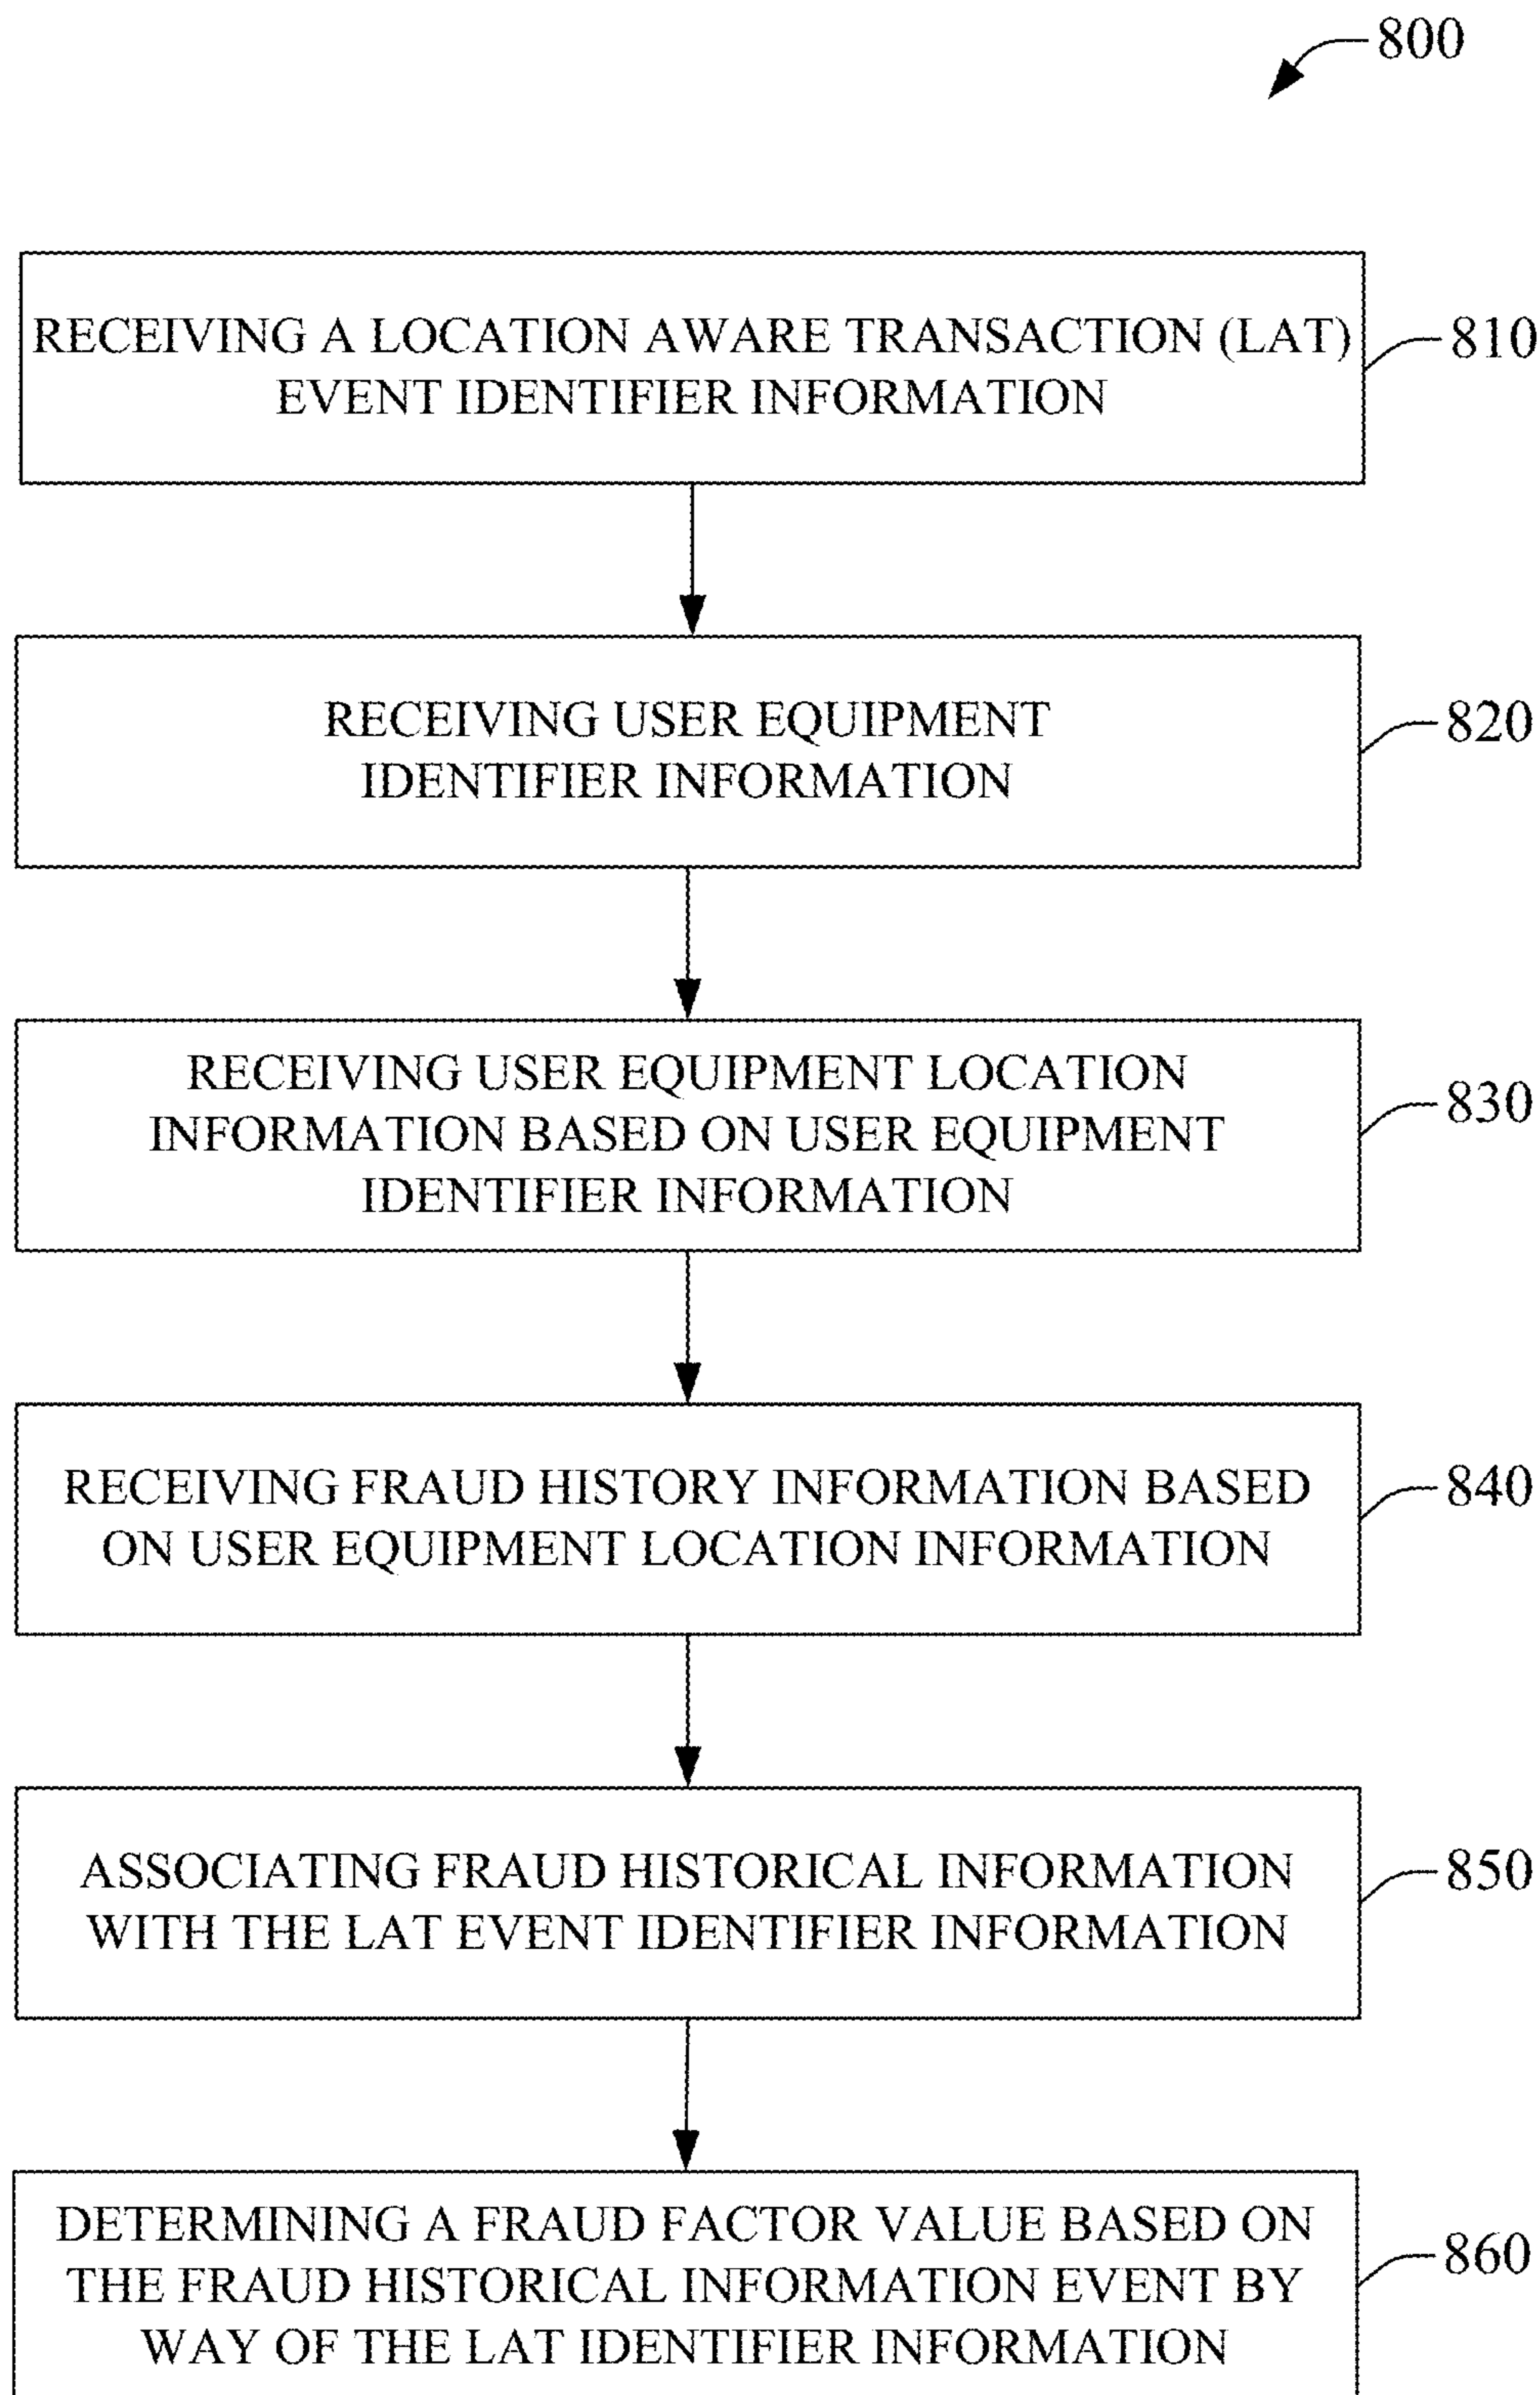 800
RECEIVING A LOCATION AWARE TRANSACTION (LAT)
EVENT IDENTIFIER INFORMATION
810
RECEIVING USER EQUIPMENT
IDENTIFIER INFORMATION
820
RECEIVING USER EQUIPMENT LOCATION
INFORMATION BASED ON USER EQUIPMENT
IDENTIFIER INFORMATION
830
RECEIVING FRAUD HISTORY INFORMATION BASED
ON USER EQUIPMENT LOCATION INFORMATION
840
ASSOCIATING FRAUD HISTORICAL INFORMATION
WITH THE LAT EVENT IDENTIFIER INFORMATION
850
DETERMINING A FRAUD FACTOR VALUE BASED ON
THE FRAUD HISTORICAL INFORMATION EVENT BY
WAY OF THE LAT IDENTIFIER INFORMATION
860